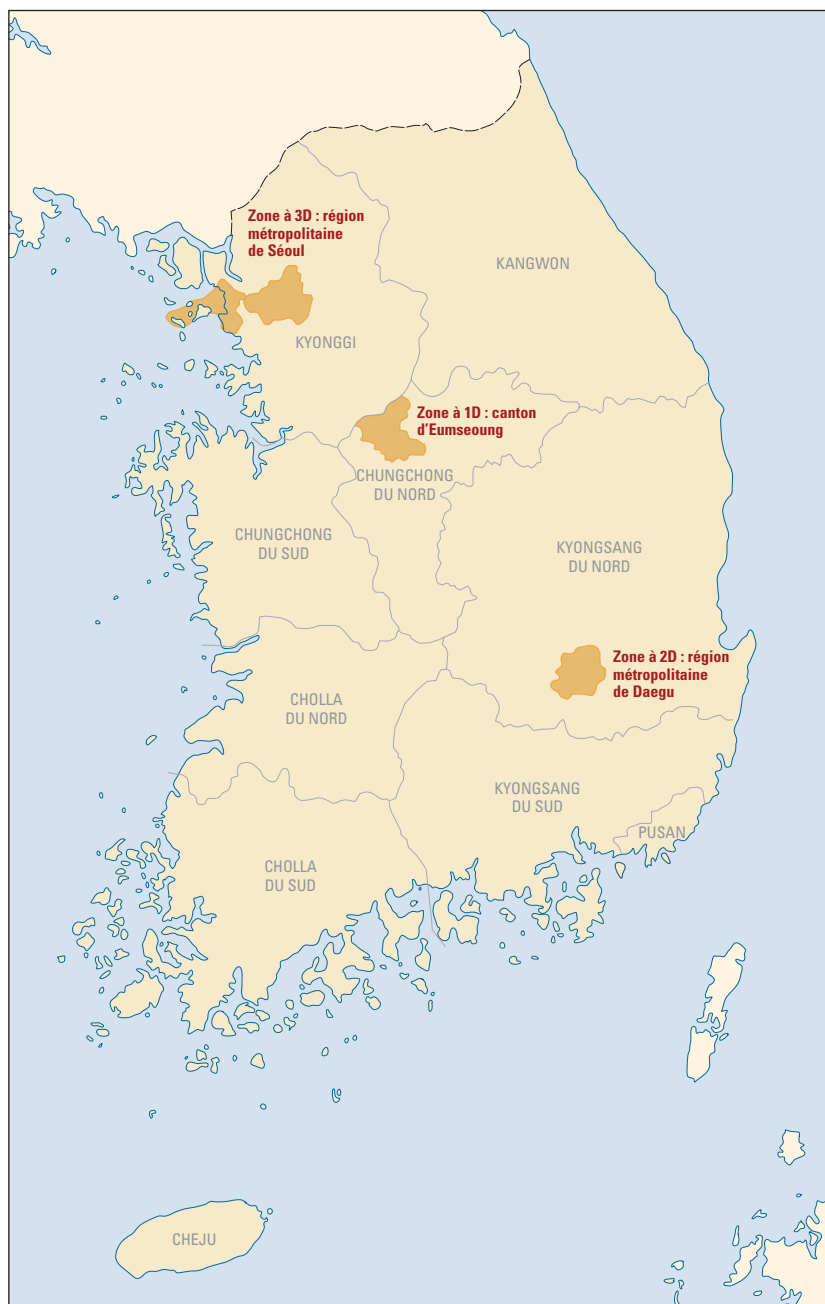 Zone à 3D : région
métropolitaine
de Séoul
KANGWON
KYONGGI
Zone à 1D : canton
d'Eumseoung
CHUNGCHONG
DU NORD
CHUNGCHONG
DU SUD
KYONGSANG
DU NORD
Zone à 2D : région
métropolitaine
de Daegu
CHOLLA
DU NORD
KYONGSANG
DU SUD
PUSAN
CHOLLA
DU SUD
CHEJU